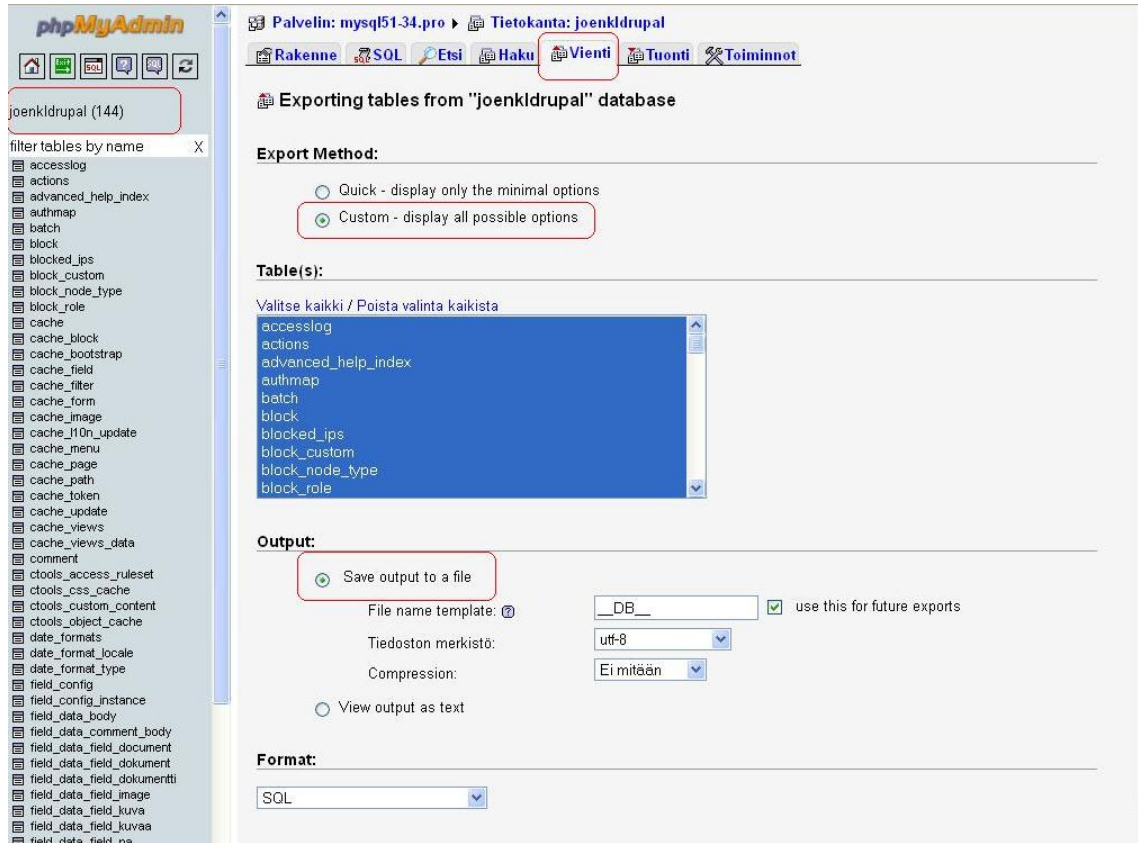 phpMyAdmin
SQL
joenkldrupal (144)
filter tables by name X
accesslog
actions
advanced_help_index
authmap
batch
block
blocked_ips
block_custom
block_node_type
block_role
cache
cache_block
cache_bootstrap
cache_field
cache_filter
cache_form
cache_image
cache_l10n_update
cache_menu
cache_page
cache_path
cache_token
cache_update
cache_views
cache_views_data
comment
ctools_access_ruleset
ctools_css_cache
ctools_custom_content
ctools_object_cache
date_formats
date_format_locale
date_format_type
field_config
field_config_instance
field_data_body
field_data_comment_body
field_data_field_document
field_data_field_dokument
field_data_field_dokumentti
field_data_field_image
field_data_field_kuva
field_data_field_kuvaa
field_data_field_na
Palvelin: mysql51-34.pro Tietokanta: joenkldrupal
Rakenne SQL Etsi Haku Vienti Tuonti Toiminnot
Exporting tables from "joenkldrupal" database
Export Method:
Quick - display only the minimal options
Custom - display all possible options
Table(s):
Valitse kaikki / Poista valinta kaikista
accesslog
actions
advanced_help_index
authmap
batch
block
blocked_ips
block_custom
block_node_type
block_role
Output:
Save output to a file
File name template: __DB__ use this for future exports
Tiedoston merkistö: utf-8
Compression: Ei mitään
View output as text
Format:
SQL